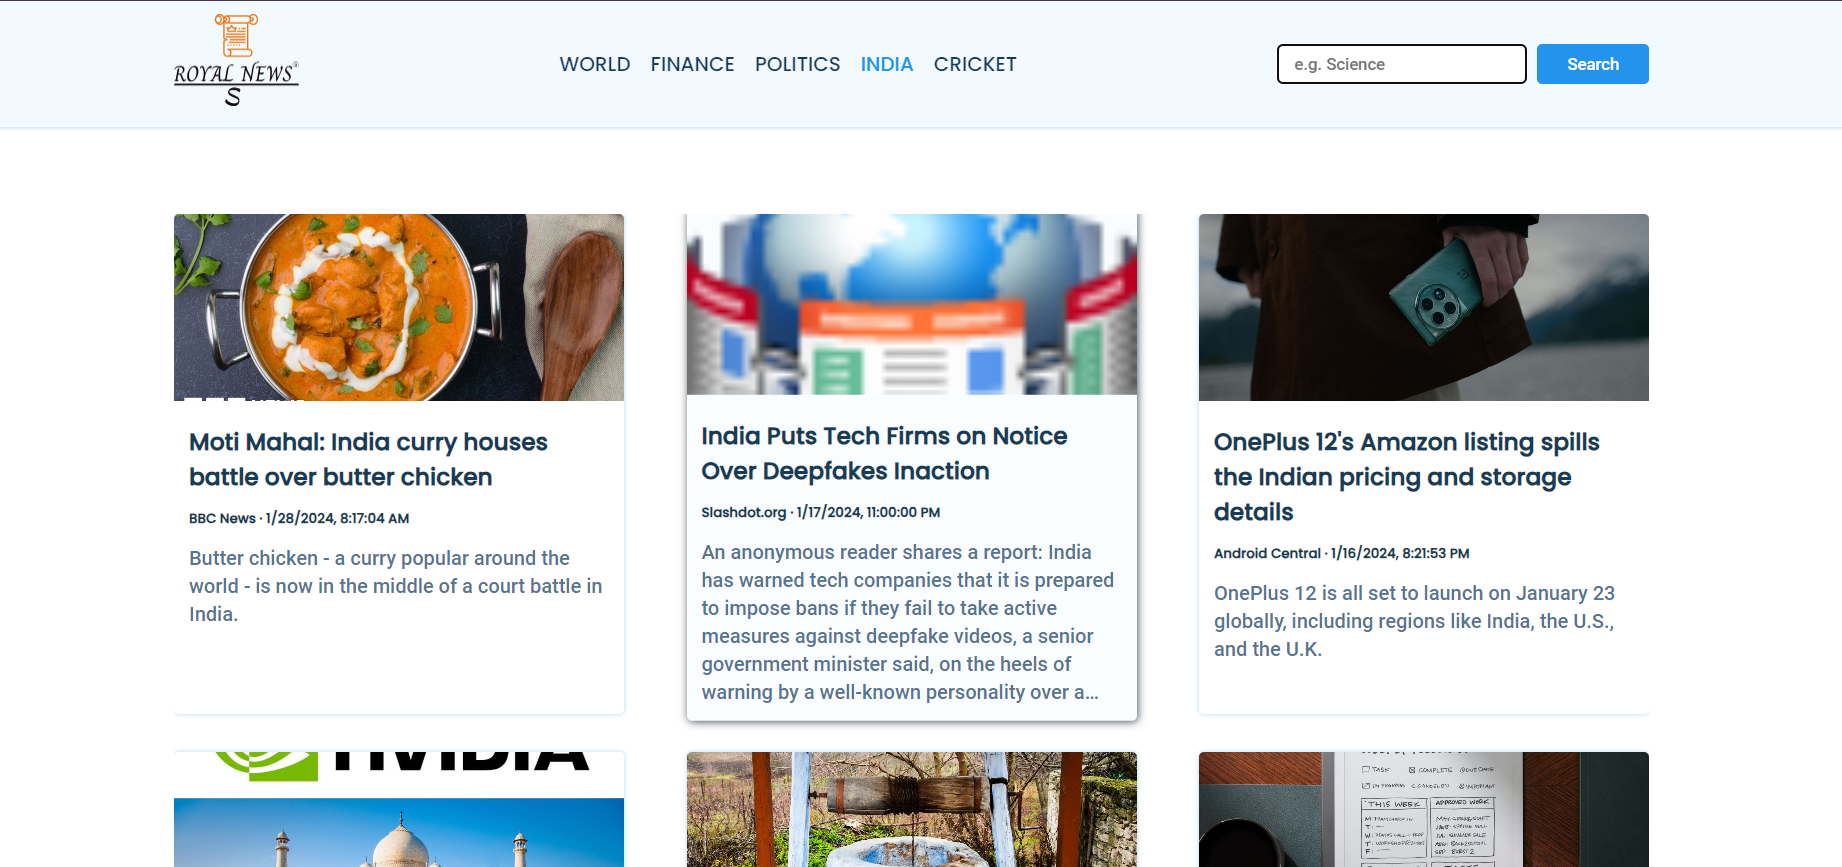 ROYAL NEWS®
S
WORLD FINANCE POLITICS INDIA CRICKET
e.g. Science
Search
Moti Mahal: India curry houses
battle over butter chicken
BBC News · 1/28/2024, 8:17:04 AM
Butter chicken - a curry popular around the
world - is now in the middle of a court battle in
India.
India Puts Tech Firms on Notice
Over Deepfakes Inaction
Slashdot.org · 1/17/2024, 11:00:00 PM
An anonymous reader shares a report: India
has warned tech companies that it is prepared
to impose bans if they fail to take active
measures against deepfake videos, a senior
government minister said, on the heels of
warning by a well-known personality over a...
OnePlus 12's Amazon listing spills
the Indian pricing and storage
details
Android Central · 1/16/2024, 8:21:53 PM
OnePlus 12 is all set to launch on January 23
globally, including regions like India, the U.S.,
and the U.K.
NVIDIA
TASK COMPLETE
CANCELED IMPORTANT
THIS WEEK APPROVED WORK